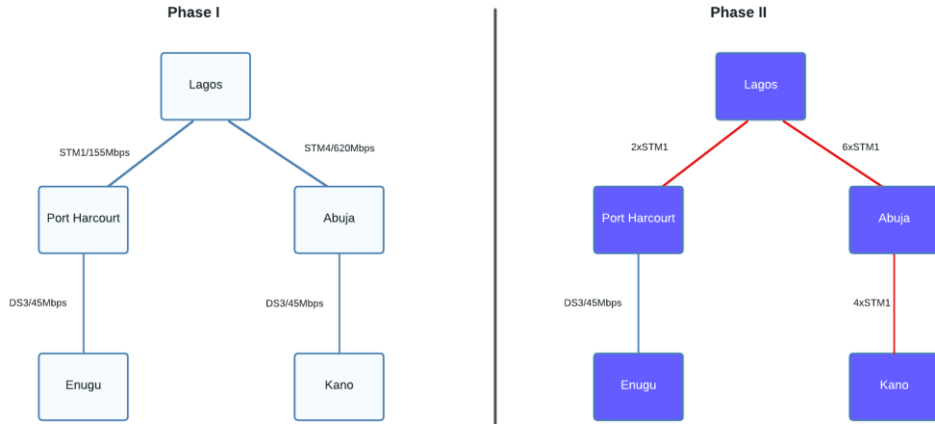 Phase I
Lagos
STM1/155Mbps
STM4/620Mbps
Port Harcourt
Abuja
DS3/45Mbps
DS3/45Mbps
Enugu
Kano
Phase II
Lagos
2xSTM1
6xSTM1
Port Harcourt
Abuja
DS3/45Mbps
4xSTM1
Enugu
Kano